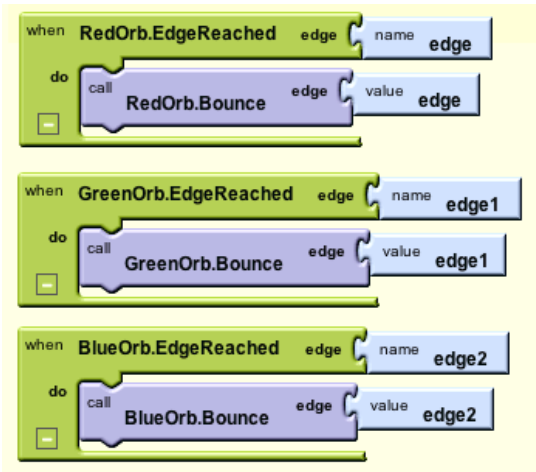 when RedOrb.EdgeReached edge name edge
do call RedOrb.Bounce edge value edge
when GreenOrb.EdgeReached edge name edge1
do call GreenOrb.Bounce edge value edge1
when BlueOrb.EdgeReached edge name edge2
do call BlueOrb.Bounce edge value edge2